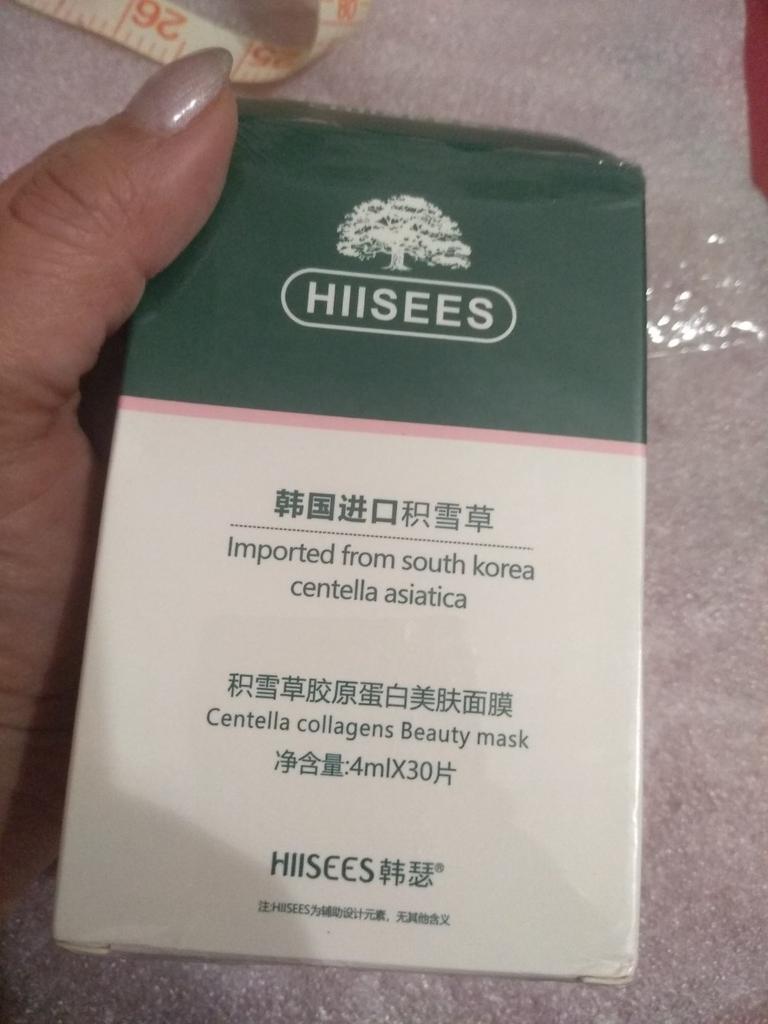 26
25
80
HIISEES
韩国进口积雪草
Imported from south korea
centella asiatica
积雪草胶原蛋白美肤面膜
Centella collagens Beauty mask
净含量:4mlX30片
HIISEES韩瑟®
注:HIISEES为辅助设计元素，无其他含义